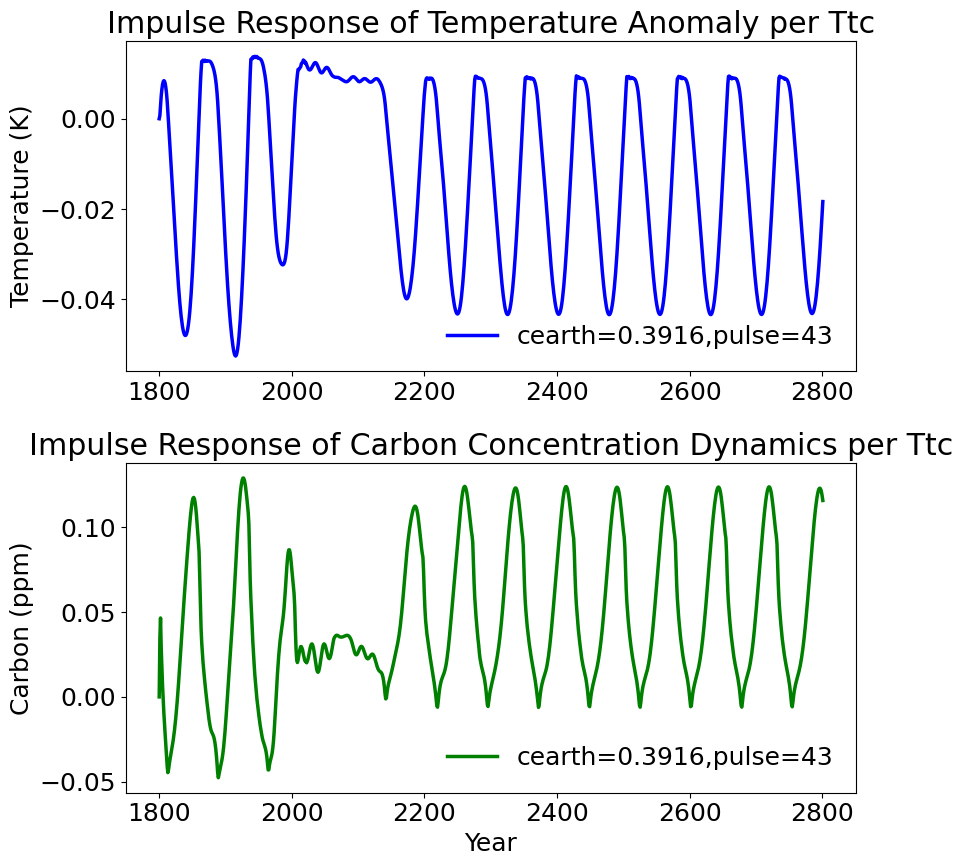 Impulse Response of Temperature Anomaly per Ttc
Temperature (K)
0.00
−0.02
−0.04
cearth=0.3916,pulse=43
1800 2000 2200 2400 2600 2800
Impulse Response of Carbon Concentration Dynamics per Ttc
Carbon (ppm)
0.10
0.05
0.00
−0.05
cearth=0.3916,pulse=43
1800 2000 2200 2400 2600 2800
Year